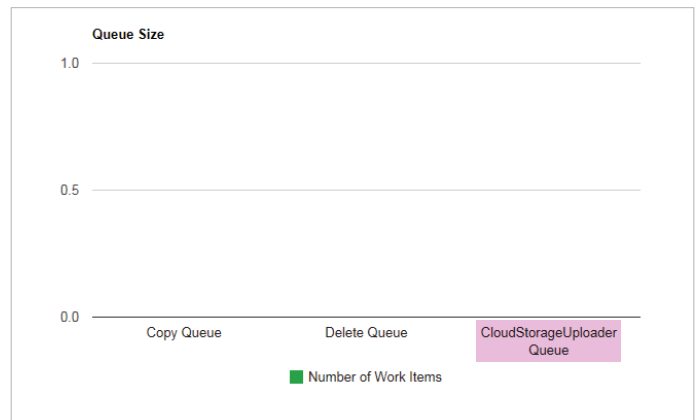 Queue Size
1.0
0.5
0.0
Copy Queue
Delete Queue
CloudStorageUploader
Queue
Number of Work Items